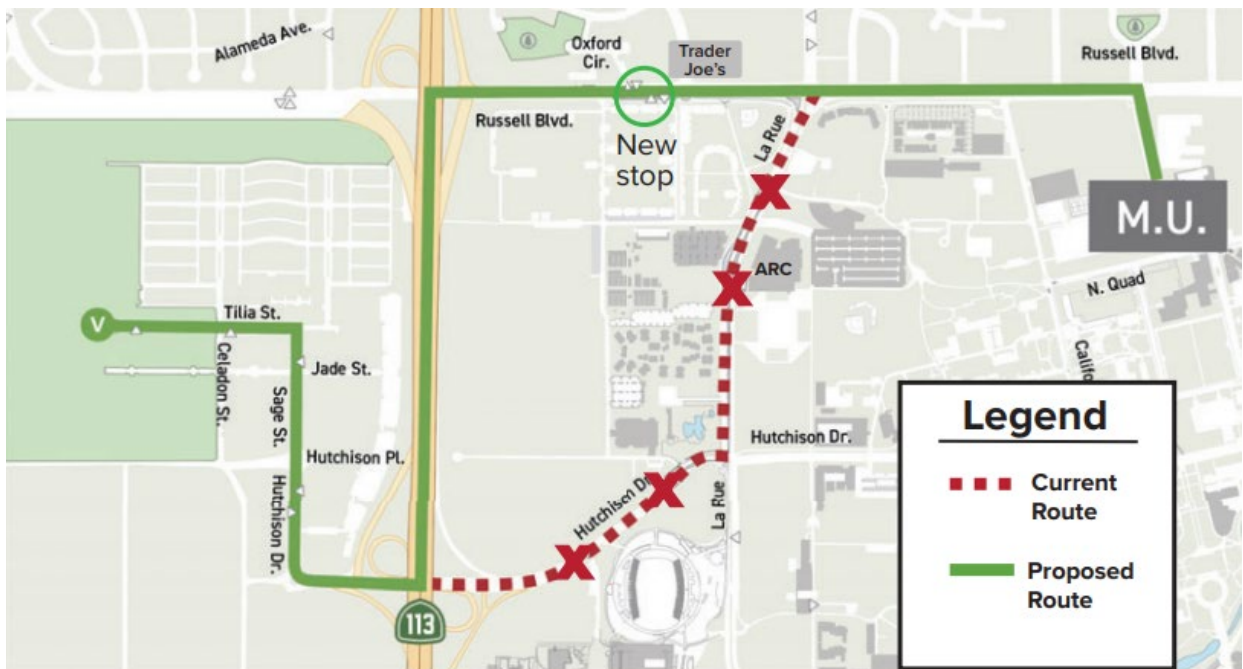 Alameda Ave.
Oxford
Cir.
Trader
Joe's
Russell Blvd.
Russell Blvd.
New
stop
La Rue
M.U.
ARC
N. Quad
V
Tilia St.
Celadon St.
Jade St.
Sage St.
Hutchison Pl.
Hutchison Dr.
Hutchison Dr.
Hutchison Dr.
La Rue
113
Legend
Current
Route
Proposed
Route